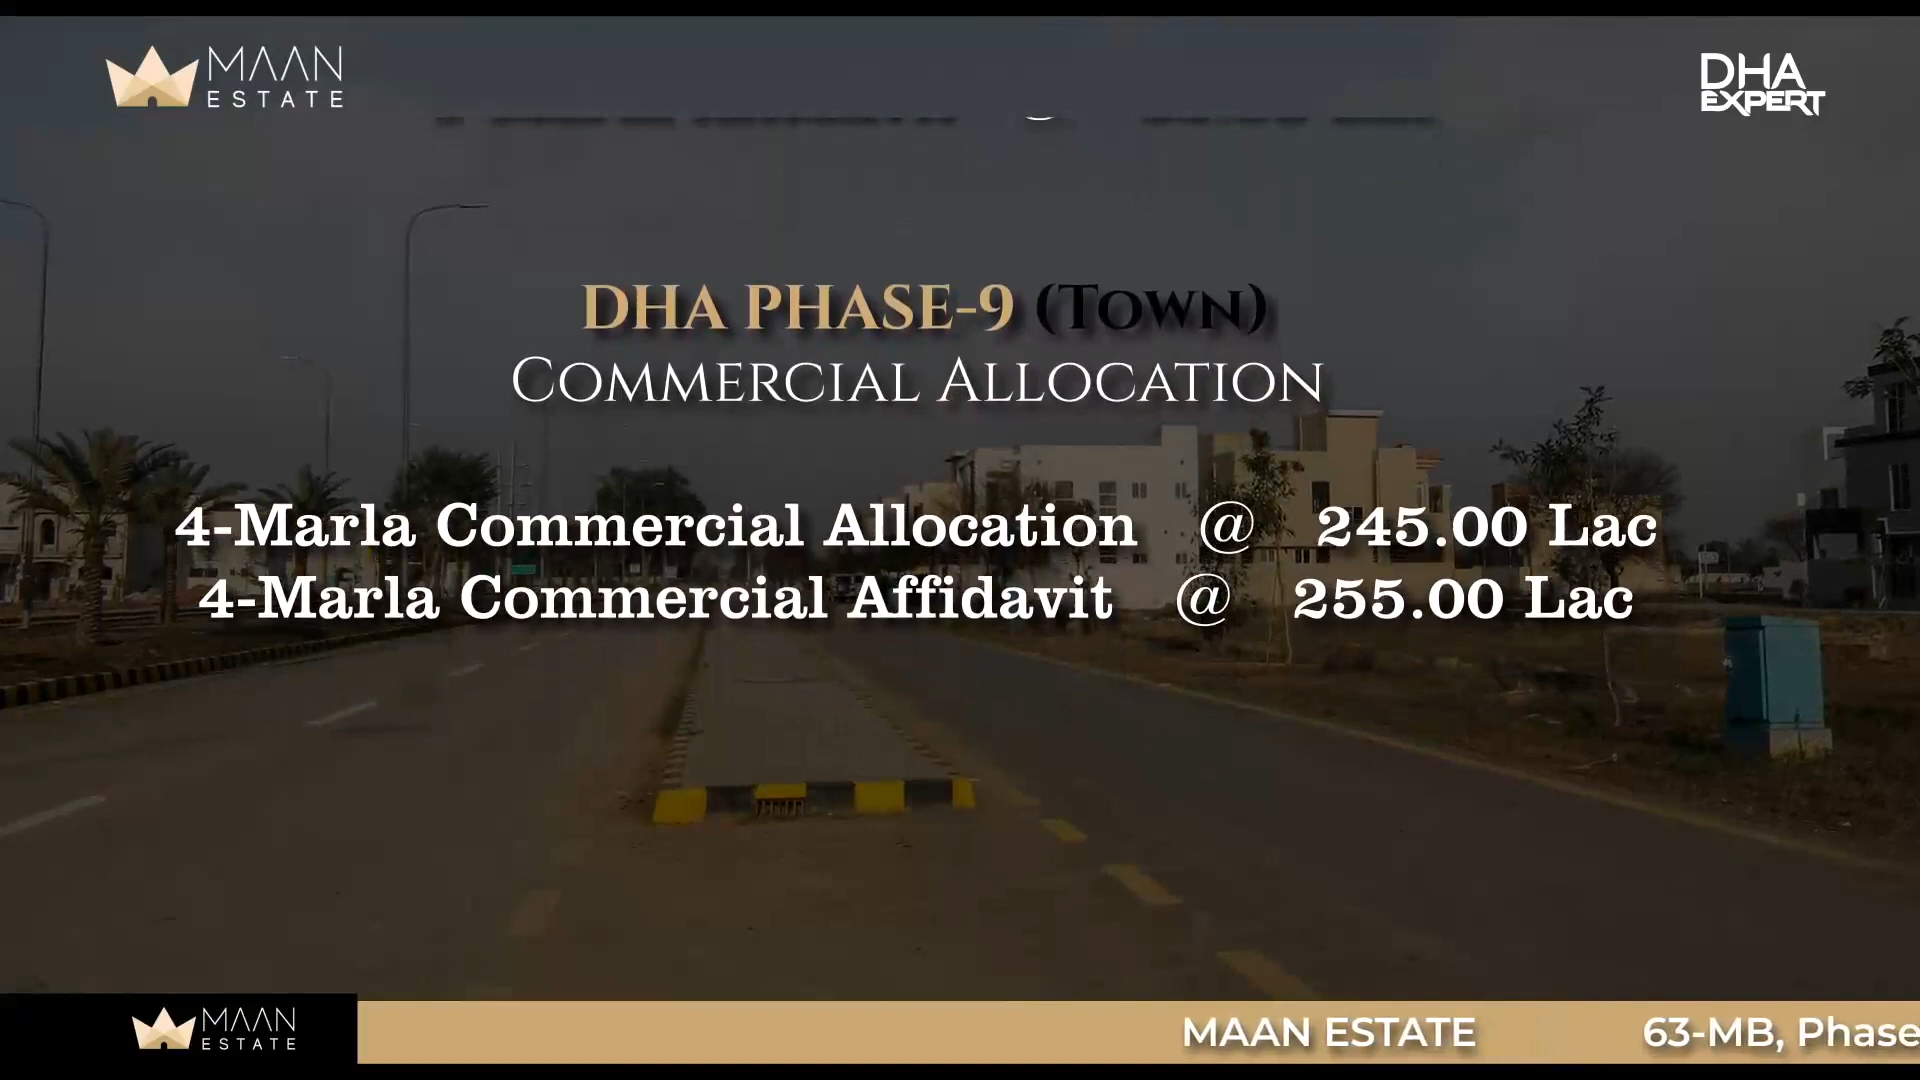 MAAN
ESTATE
DHA
EXPERT
DHA PHASE-9 (TOWN)
COMMERCIAL ALLOCATION
4-Marla Commercial Allocation @ 245.00 Lac
4-Marla Commercial Affidavit @ 255.00 Lac
MAAN
ESTATE
MAAN ESTATE 63-MB, Phase